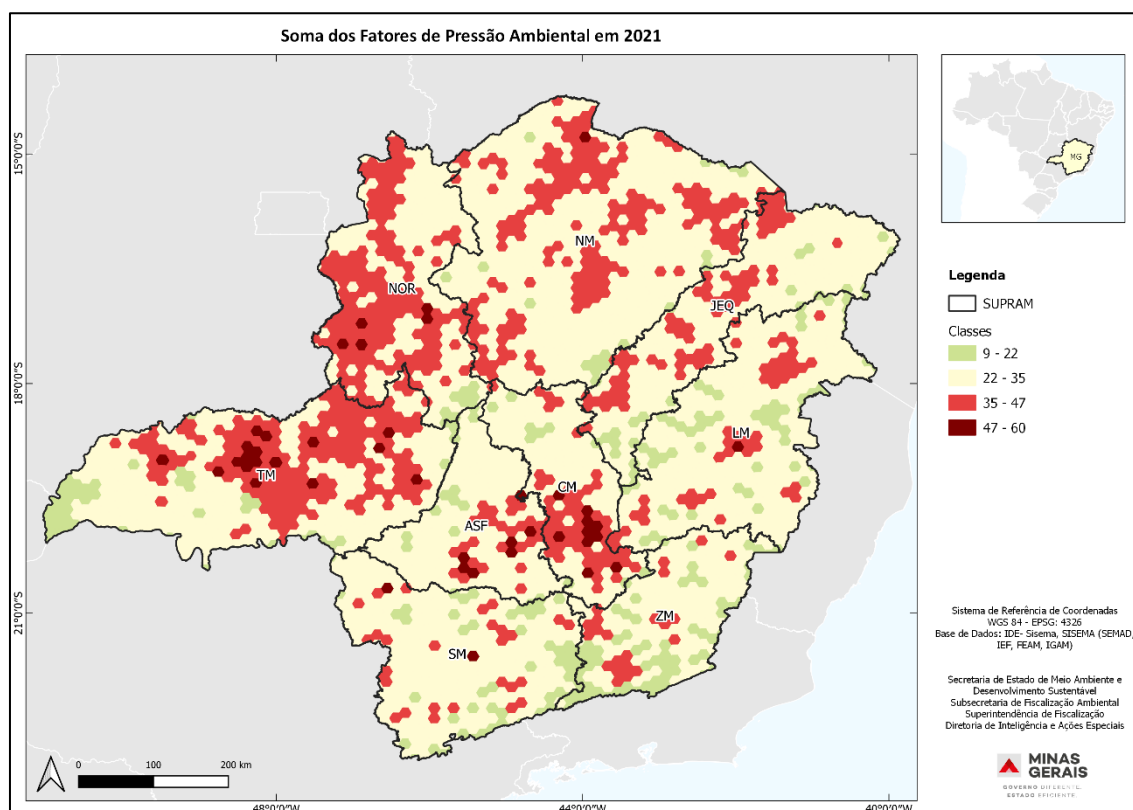 Soma dos Fatores de Pressão Ambiental em 2021
15°0'0"S
18°0'0"S
21°0'0"S
NM
NOR
JEQ
LM
TM
CM
ASF
ZM
SM
0 100 200 km
48°0'0"W
44°0'0"W
40°0'0"W
MG
Legenda
SUPRAM
Classes
9 - 22
22 - 35
35 - 47
47 - 60
Sistema de Referência de Coordenadas
WGS 84 - EPSG: 4326
Base de Dados: IDE- Sisema, SISEMA (SEMAD,
IEF, FEAM, IGAM)
Secretaria de Estado de Meio Ambiente e
Desenvolvimento Sustentável
Subsecretaria de Fiscalização Ambiental
Superintendência de Fiscalização
Diretoria de Inteligência e Ações Especiais
MINAS
GERAIS
GOVERNO DIFERENTE.
ESTADO EFICIENTE.